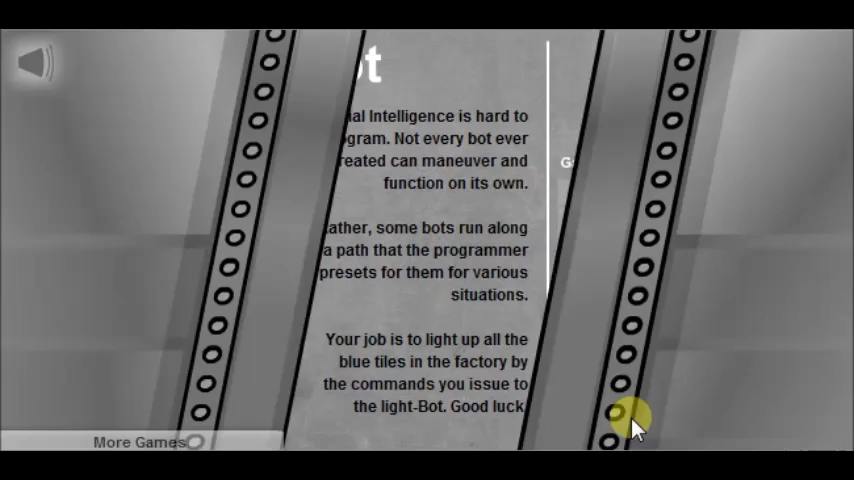 t
ial Intelligence is hard to
ogram. Not every bot ever
reated can maneuver and
function on its own.
ather, some bots run along
a path that the programmer
presets for them for various
situations.
Your job is to light up all the
blue tiles in the factory by
the commands you issue to
the light-Bot. Good luck
G
More Games